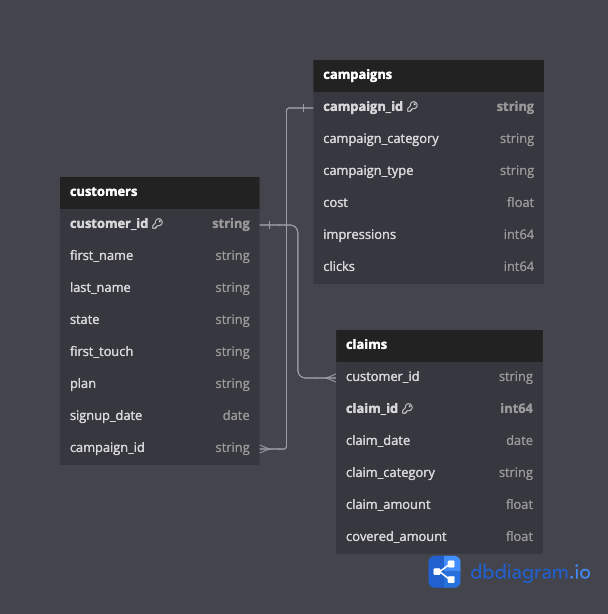 campaigns
campaign_id string
campaign_category string
campaign_type string
cost float
impressions int64
clicks int64
customers
customer_id string
first_name string
last_name string
state string
first_touch string
plan string
signup_date date
campaign_id string
claims
customer_id string
claim_id int64
claim_date date
claim_category string
claim_amount float
covered_amount float
dbdiagram.io